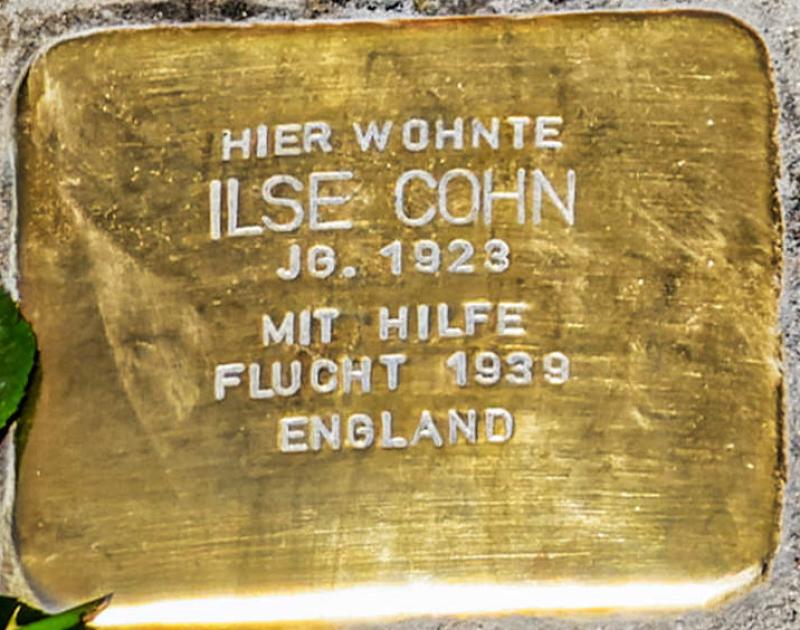 HIER WOHNTE
ILSE COHN
JG. 1923
MIT HILFE
FLUCHT 1939
ENGLAND